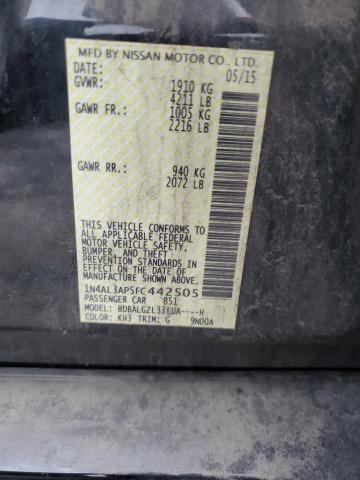 MFD BY NISSAN MOTOR CO., LTD.
DATE: 05/15
GVWR: 1910 KG
4211 LB
GAWR FR.: 1005 KG
2216 LB
GAWR RR.: 940 KG
2072 LB
THIS VEHICLE CONFORMS TO
ALL APPLICABLE FEDERAL
MOTOR VEHICLE SAFETY,
BUMPER, AND THEFT
PREVENTION STANDARDS IN
EFFECT ON THE DATE OF
MANUFACTURE SHOWN ABOVE.
1N4AL3AP5FC442505
PASSENGER CAR 851
MODEL: BDBALGZL33EUA----H
COLOR: KH3 TRIM: G 9N00A